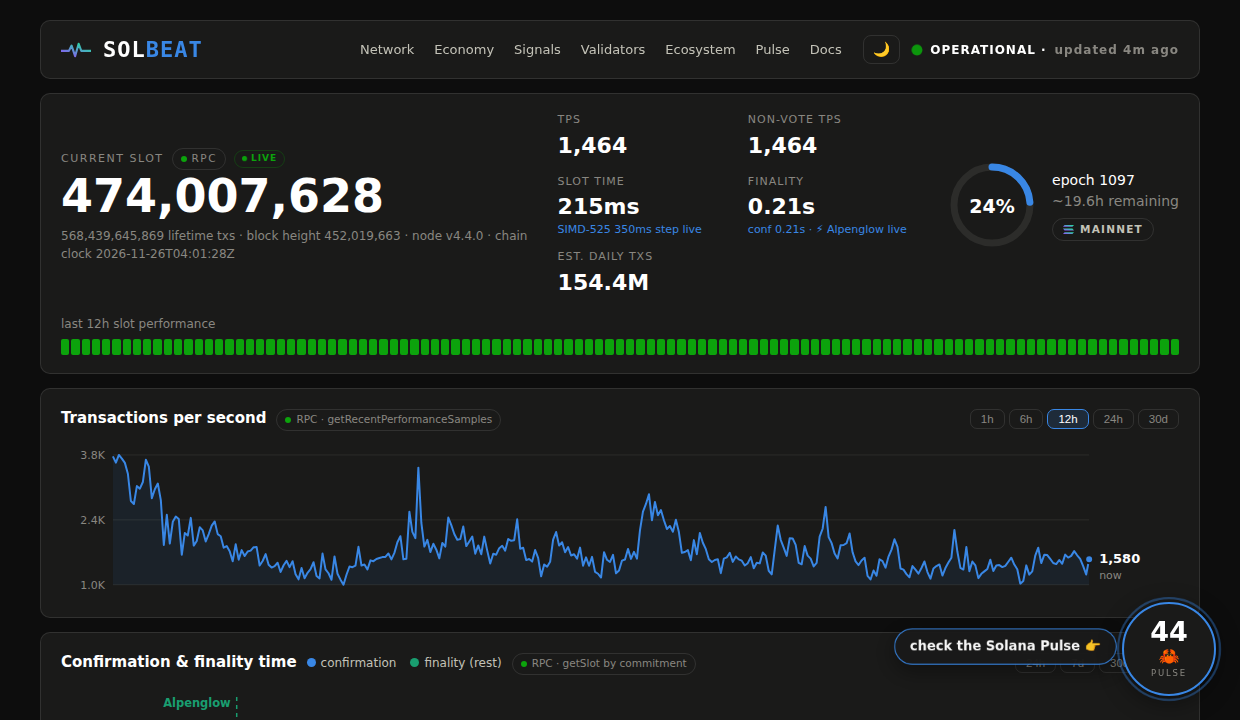 SOLBEAT
Network Economy Signals Validators Ecosystem Pulse Docs
OPERATIONAL · updated 4m ago
CURRENT SLOT RPC LIVE
474,007,628
568,439,645,869 lifetime txs · block height 452,019,663 · node v4.4.0 · chain
clock 2026-11-26T04:01:28Z
TPS
1,464
NON-VOTE TPS
1,464
SLOT TIME
215ms
SIMD-525 350ms step live
FINALITY
0.21s
conf 0.21s · ⚡ Alpenglow live
EST. DAILY TXS
154.4M
24%
epoch 1097
~19.6h remaining
MAINNET
last 12h slot performance
Transactions per second RPC · getRecentPerformanceSamples
1h 6h 12h 24h 30d
3.8K
2.4K
1.0K
1,580
now
Confirmation & finality time confirmation finality (rest) RPC · getSlot by commitment
Alpenglow
check the Solana Pulse 👉
44
PULSE